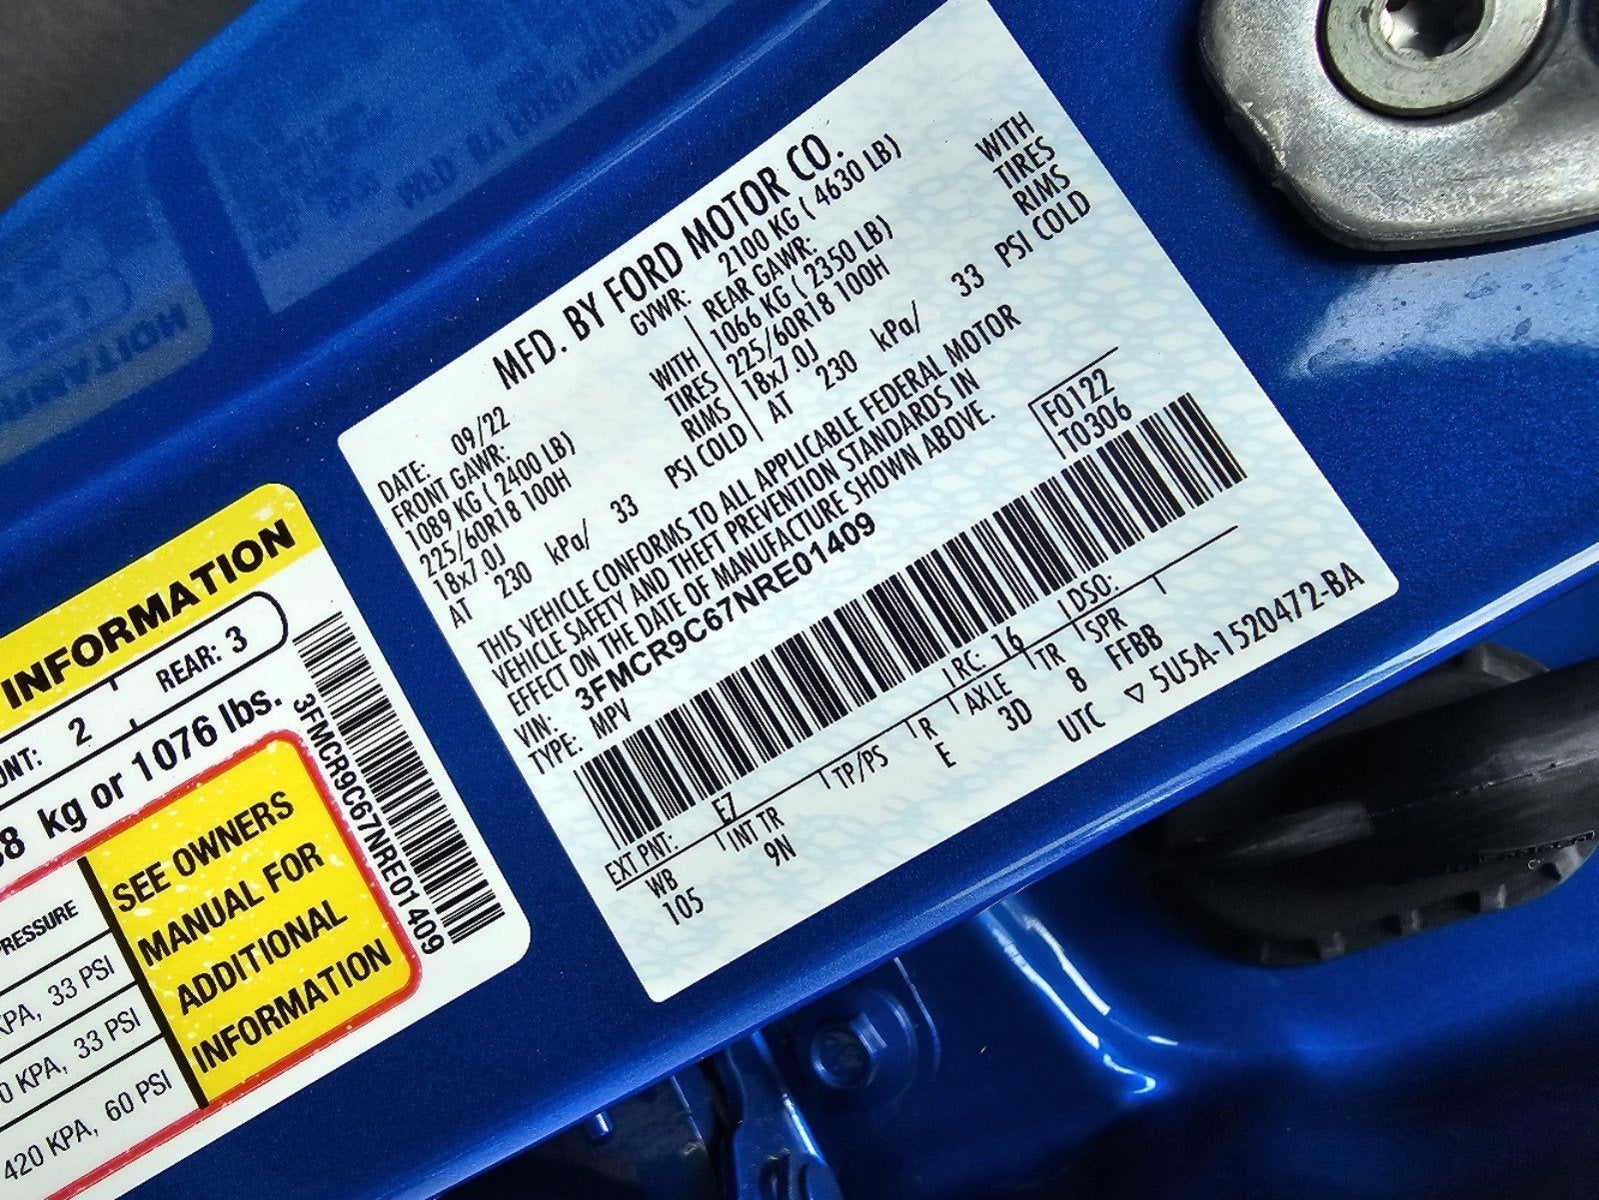 MFD. BY FORD MOTOR CO.
DATE: 09/22 GVWR: 2100 KG ( 4630 LB)
FRONT GAWR: REAR GAWR:
1089 KG ( 2400 LB) WITH 1066 KG ( 2350 LB) WITH
225/60R18 100H TIRES 225/60R18 100H TIRES
18x7.0J RIMS 18x7.0J RIMS
AT 230 kPa/ 33 PSI COLD AT 230 kPa/ 33 PSI COLD
THIS VEHICLE CONFORMS TO ALL APPLICABLE FEDERAL MOTOR
VEHICLE SAFETY AND THEFT PREVENTION STANDARDS IN
EFFECT ON THE DATE OF MANUFACTURE SHOWN ABOVE.
VIN: 3FMCR9C67NRE01409 F0122
TYPE: MPV T0306
EXT PNT: E7 RC: 16 DSO:
WB INT TR TP/PS R AXLE TR SPR
105 9N E 3D 8 FFBB
UTC ▽ 5U5A-1520472-BA
INFORMATION
2 REAR: 3
kg or 1076 lbs.
3FMCR9C67NRE01409
SEE OWNERS
MANUAL FOR
ADDITIONAL
INFORMATION
33 PSI
KPA, 33 PSI
420 KPA, 60 PSI